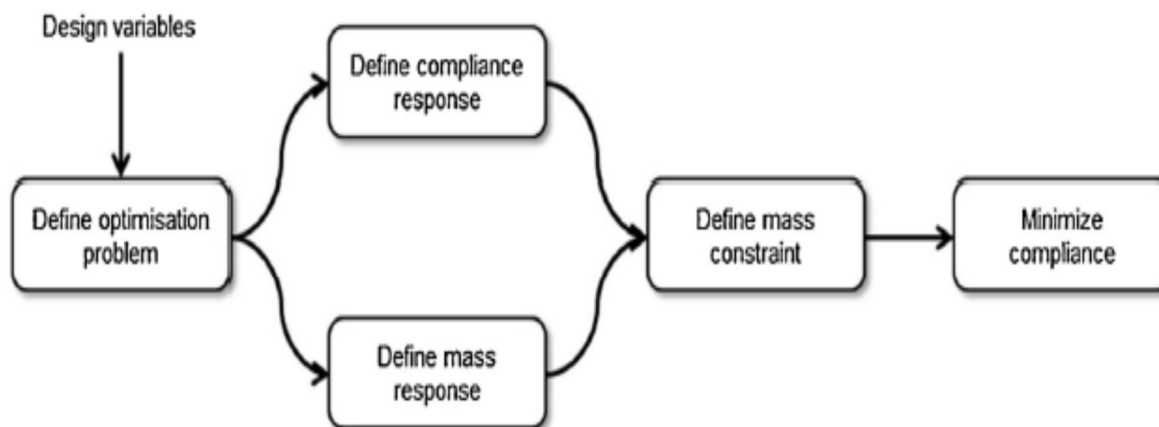 Design variables
Define optimisation
problem
Define compliance
response
Define mass
response
Define mass
constraint
Minimize
compliance